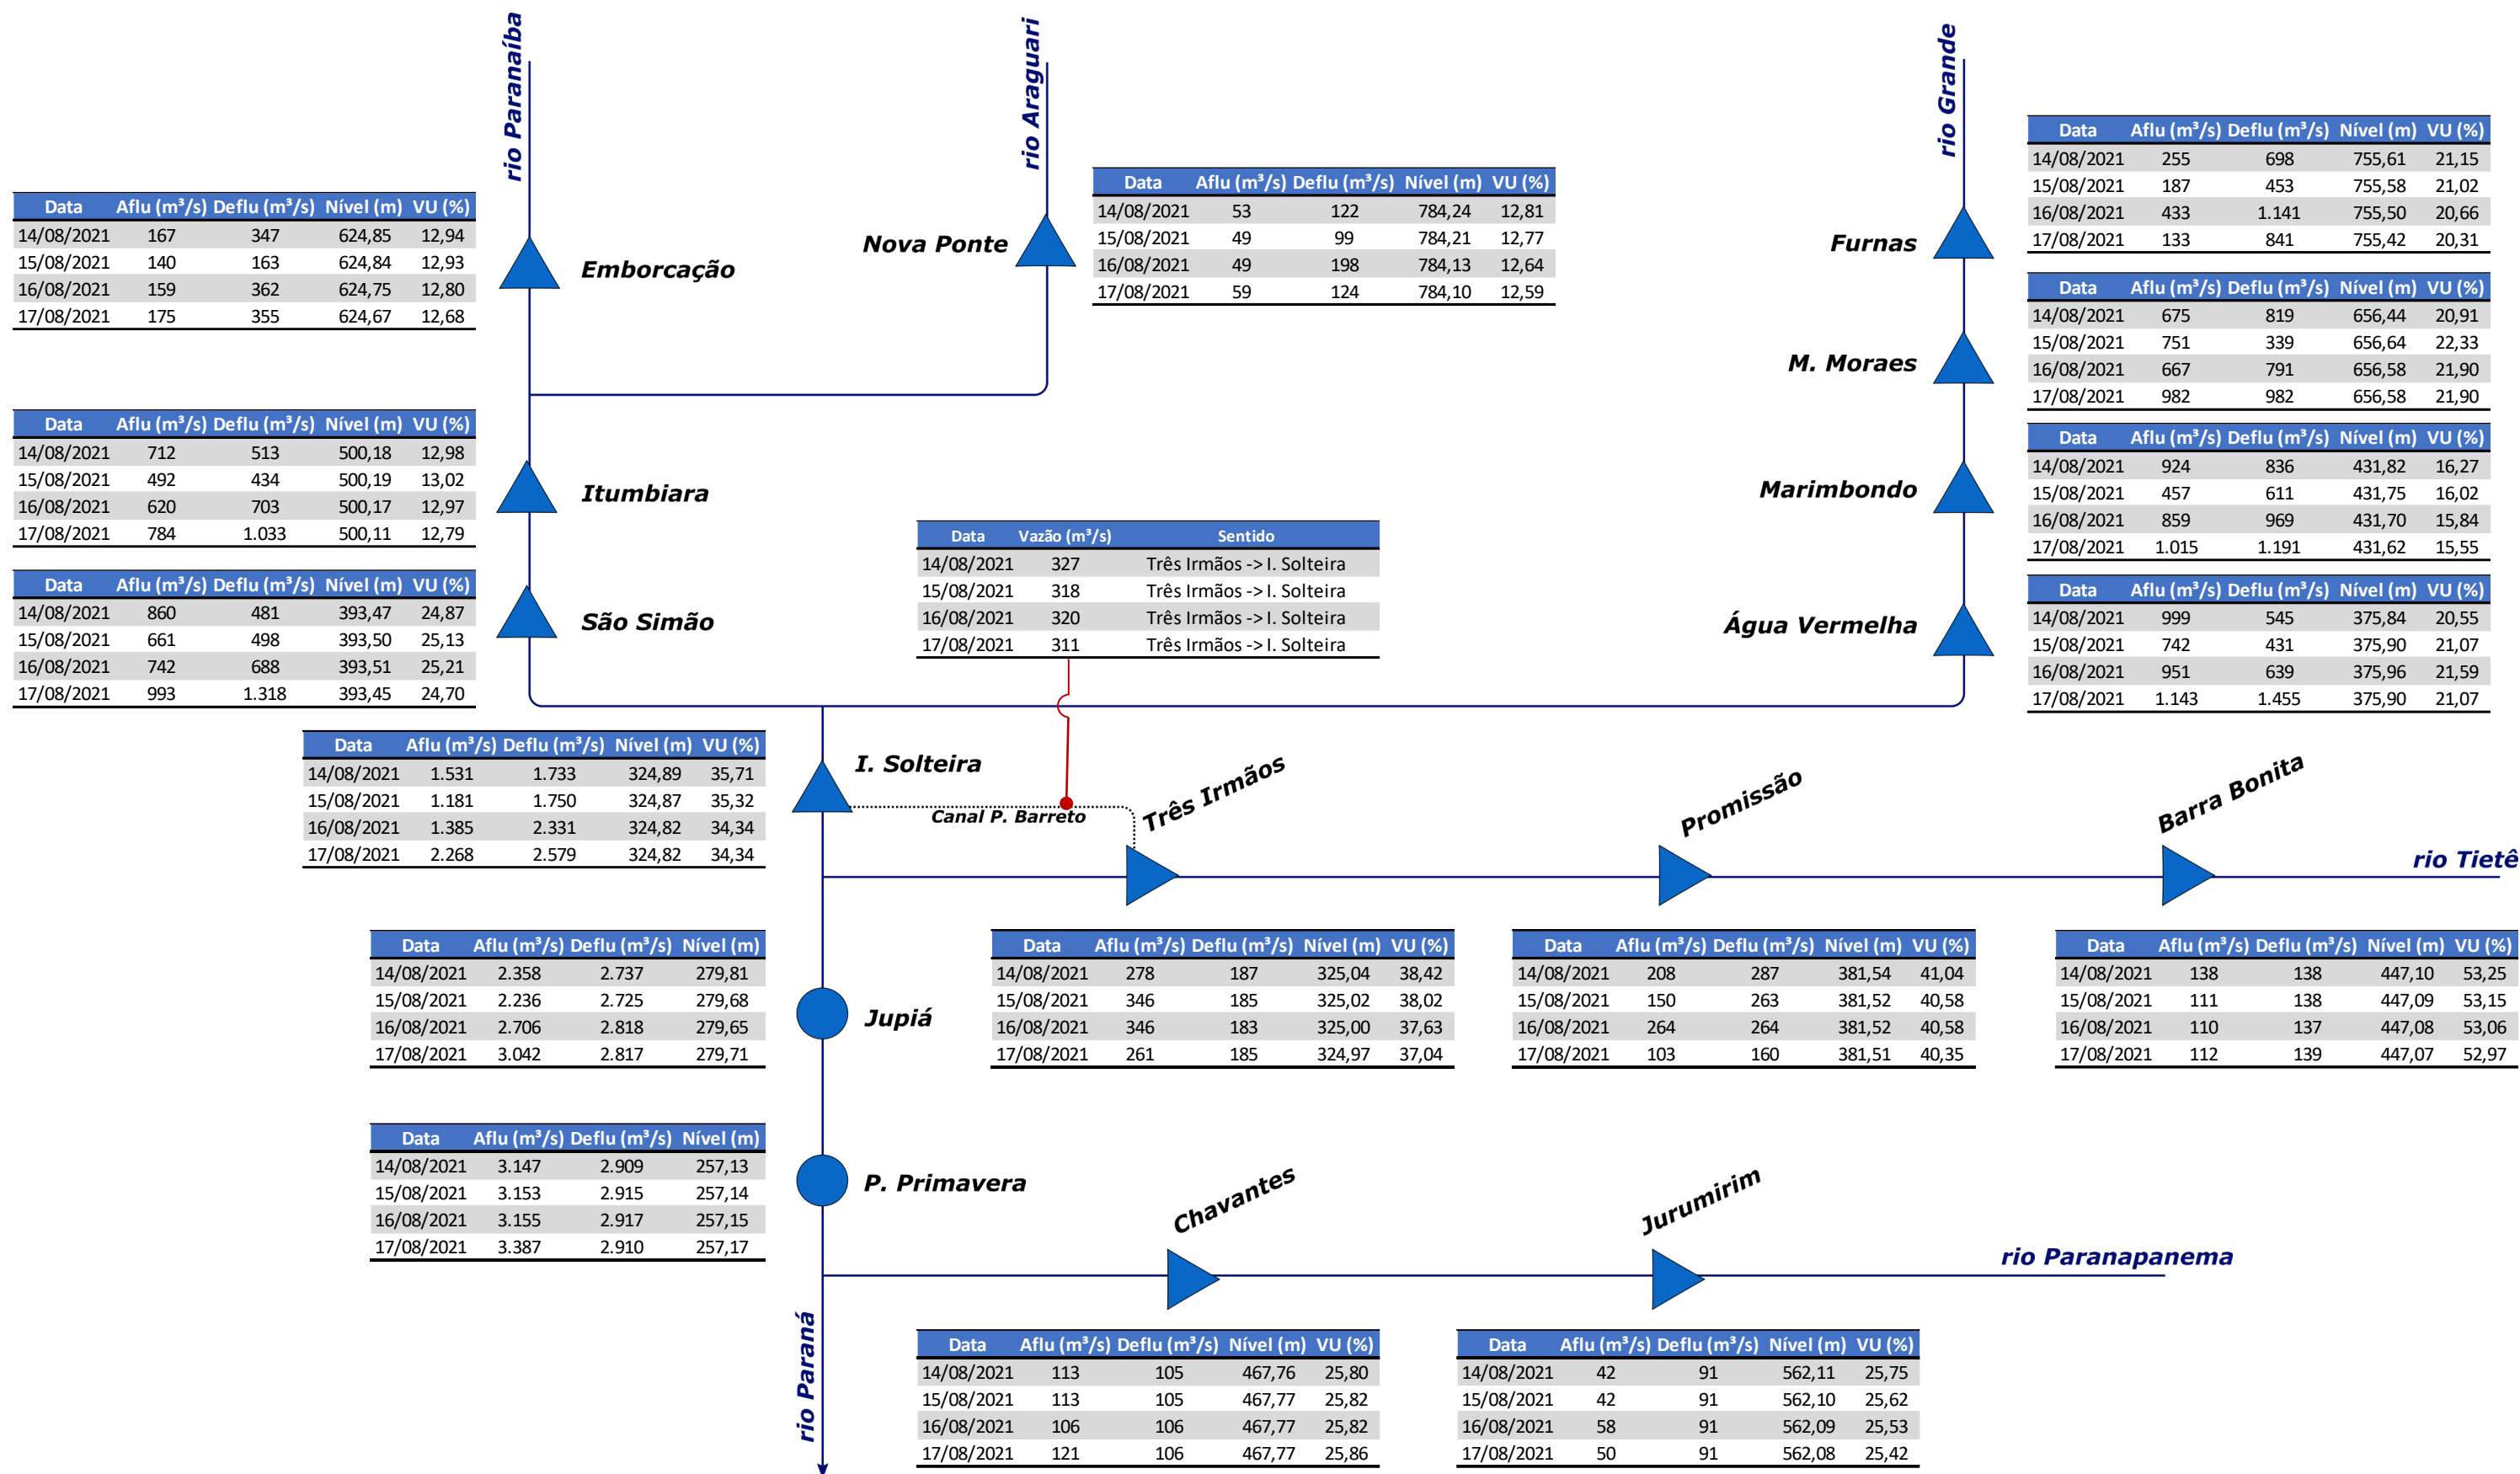 rio Paranaíba
rio Araguari
rio Grande
Data Aflu (m³/s) Deflu (m³/s) Nível (m) VU (%)
14/08/2021 255 698 755,61 21,15
15/08/2021 187 453 755,58 21,02
16/08/2021 433 1.141 755,50 20,66
17/08/2021 133 841 755,42 20,31
Furnas
Data Aflu (m³/s) Deflu (m³/s) Nível (m) VU (%)
14/08/2021 53 122 784,24 12,81
15/08/2021 49 99 784,21 12,77
16/08/2021 49 198 784,13 12,64
17/08/2021 59 124 784,10 12,59
Nova Ponte
Data Aflu (m³/s) Deflu (m³/s) Nível (m) VU (%)
14/08/2021 167 347 624,85 12,94
15/08/2021 140 163 624,84 12,93
16/08/2021 159 362 624,75 12,80
17/08/2021 175 355 624,67 12,68
Emborcação
Data Aflu (m³/s) Deflu (m³/s) Nível (m) VU (%)
14/08/2021 675 819 656,44 20,91
15/08/2021 751 339 656,64 22,33
16/08/2021 667 791 656,58 21,90
17/08/2021 982 982 656,58 21,90
M. Moraes
Data Aflu (m³/s) Deflu (m³/s) Nível (m) VU (%)
14/08/2021 712 513 500,18 12,98
15/08/2021 492 434 500,19 13,02
16/08/2021 620 703 500,17 12,97
17/08/2021 784 1.033 500,11 12,79
Itumbiara
Data Aflu (m³/s) Deflu (m³/s) Nível (m) VU (%)
14/08/2021 924 836 431,82 16,27
15/08/2021 457 611 431,75 16,02
16/08/2021 859 969 431,70 15,84
17/08/2021 1.015 1.191 431,62 15,55
Marimbondo
Data Vazão (m³/s) Sentido
14/08/2021 327 Três Irmãos -> I. Solteira
15/08/2021 318 Três Irmãos -> I. Solteira
16/08/2021 320 Três Irmãos -> I. Solteira
17/08/2021 311 Três Irmãos -> I. Solteira
Data Aflu (m³/s) Deflu (m³/s) Nível (m) VU (%)
14/08/2021 860 481 393,47 24,87
15/08/2021 661 498 393,50 25,13
16/08/2021 742 688 393,51 25,21
17/08/2021 993 1.318 393,45 24,70
São Simão
Data Aflu (m³/s) Deflu (m³/s) Nível (m) VU (%)
14/08/2021 999 545 375,84 20,55
15/08/2021 742 431 375,90 21,07
16/08/2021 951 639 375,96 21,59
17/08/2021 1.143 1.455 375,90 21,07
Água Vermelha
Data Aflu (m³/s) Deflu (m³/s) Nível (m) VU (%)
14/08/2021 1.531 1.733 324,89 35,71
15/08/2021 1.181 1.750 324,87 35,32
16/08/2021 1.385 2.331 324,82 34,34
17/08/2021 2.268 2.579 324,82 34,34
I. Solteira
Canal P. Barreto
Três Irmãos
Promissão
Barra Bonita
rio Tietê
Data Aflu (m³/s) Deflu (m³/s) Nível (m)
14/08/2021 2.358 2.737 279,81
15/08/2021 2.236 2.725 279,68
16/08/2021 2.706 2.818 279,65
17/08/2021 3.042 2.817 279,71
Jupiá
Data Aflu (m³/s) Deflu (m³/s) Nível (m) VU (%)
14/08/2021 278 187 325,04 38,42
15/08/2021 346 185 325,02 38,02
16/08/2021 346 183 325,00 37,63
17/08/2021 261 185 324,97 37,04
Data Aflu (m³/s) Deflu (m³/s) Nível (m) VU (%)
14/08/2021 208 287 381,54 41,04
15/08/2021 150 263 381,52 40,58
16/08/2021 264 264 381,52 40,58
17/08/2021 103 160 381,51 40,35
Data Aflu (m³/s) Deflu (m³/s) Nível (m) VU (%)
14/08/2021 138 138 447,10 53,25
15/08/2021 111 138 447,09 53,15
16/08/2021 110 137 447,08 53,06
17/08/2021 112 139 447,07 52,97
Data Aflu (m³/s) Deflu (m³/s) Nível (m)
14/08/2021 3.147 2.909 257,13
15/08/2021 3.153 2.915 257,14
16/08/2021 3.155 2.917 257,15
17/08/2021 3.387 2.910 257,17
P. Primavera
Chavantes
Jurumirim
rio Paranapanema
rio Paraná
Data Aflu (m³/s) Deflu (m³/s) Nível (m) VU (%)
14/08/2021 113 105 467,76 25,80
15/08/2021 113 105 467,77 25,82
16/08/2021 106 106 467,77 25,82
17/08/2021 121 106 467,77 25,86
Data Aflu (m³/s) Deflu (m³/s) Nível (m) VU (%)
14/08/2021 42 91 562,11 25,75
15/08/2021 42 91 562,10 25,62
16/08/2021 58 91 562,09 25,53
17/08/2021 50 91 562,08 25,42